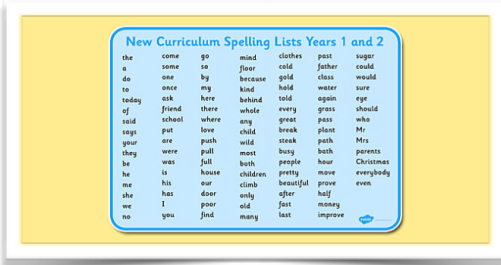 New Curriculum Spelling Lists Years 1 and 2
the
a
do
to
today
of
said
says
your
they
be
he
me
she
we
no
come
some
one
once
ask
friend
school
put
are
were
was
is
his
has
I
you
go
so
by
my
here
there
where
love
push
pull
full
house
our
door
poor
find
mind
floor
because
kind
behind
whole
any
child
wild
most
both
children
climb
only
old
many
clothes
cold
gold
hold
told
every
great
break
steak
busy
people
pretty
beautiful
after
fast
last
past
father
class
water
again
grass
pass
plant
path
bath
hour
move
prove
half
money
improve
sugar
could
would
sure
eye
should
who
Mr
Mrs
parents
Christmas
everybody
even